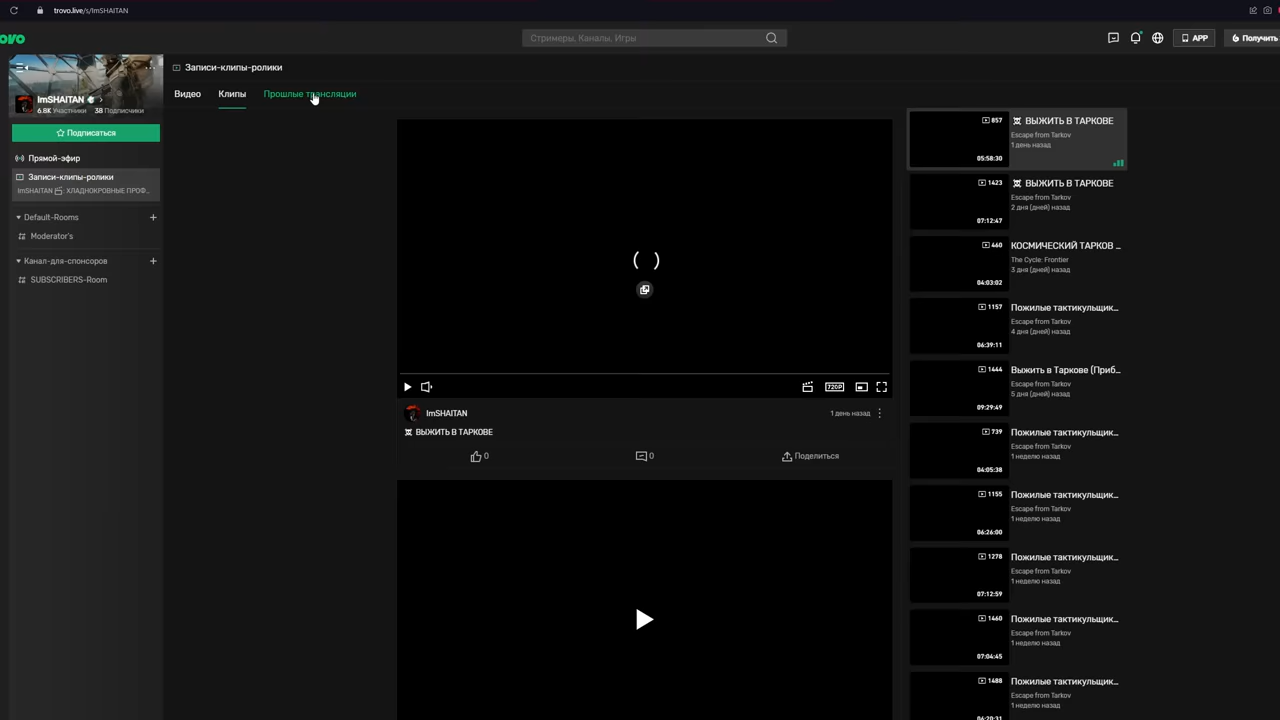 trovo.live/s/ImSHAITAN
ovo
Стримеры, Каналы, Игры
APP
Получить
ImSHAITAN
6.8K Участники 38 Подписчики
Подписаться
Прямой-эфир
Записи-клипы-ролики
ImSHAITAN ХЛАДНОКРОВНЫЕ ПРОФ...
Default-Rooms
Moderator's
Канал-для-спонсоров
SUBSCRIBERS-Room
Записи-клипы-ролики
Видео Клипы Прошлые трансляции
720P
ImSHAITAN
1 день назад
ВЫЖИТЬ В ТАРКОВЕ
0
0
Поделиться
857
05:58:30
ВЫЖИТЬ В ТАРКОВЕ
Escape from Tarkov
1 день назад
1423
07:12:47
ВЫЖИТЬ В ТАРКОВЕ
Escape from Tarkov
2 дня (дней) назад
460
04:03:02
КОСМИЧЕСКИЙ ТАРКОВ ...
The Cycle: Frontier
3 дня (дней) назад
1157
06:39:11
Пожилые тактикульщик...
Escape from Tarkov
4 дня (дней) назад
1444
09:29:49
Выжить в Таркове (Приб...
Escape from Tarkov
5 дня (дней) назад
739
04:05:38
Пожилые тактикульщик...
Escape from Tarkov
1 неделю назад
1155
06:26:00
Пожилые тактикульщик...
Escape from Tarkov
1 неделю назад
1278
07:12:59
Пожилые тактикульщик...
Escape from Tarkov
1 неделю назад
1460
07:04:45
Пожилые тактикульщик...
Escape from Tarkov
1 неделю назад
1488
06:20:31
Пожилые тактикульщик...
Escape from Tarkov
1 неделю назад